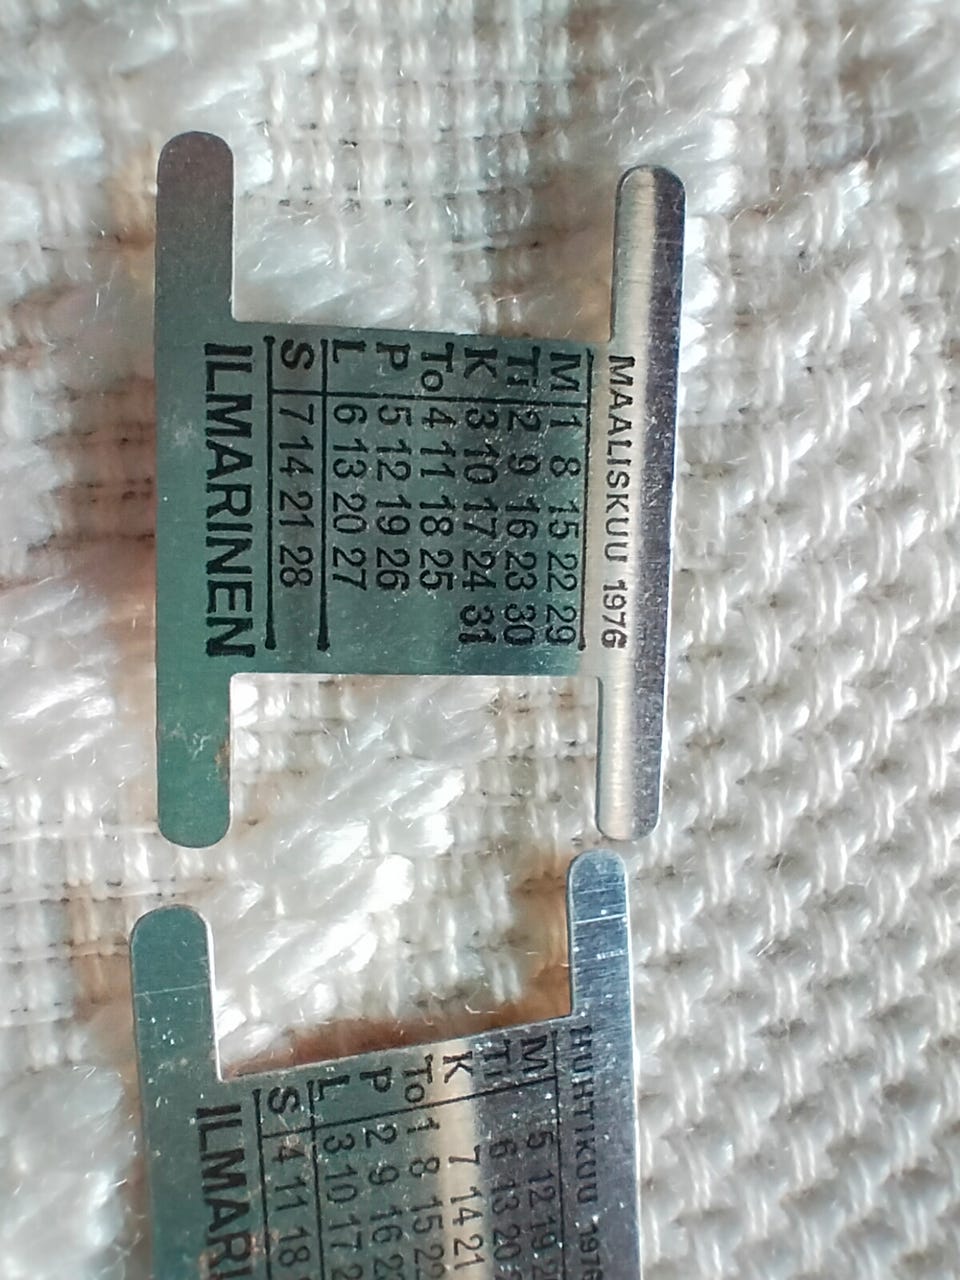 MAALISKUU 1976
M 1 8 15 22 29
Ti 2 9 16 23 30
K 3 10 17 24 31
To 4 11 18 25
P 5 12 19 26
L 6 13 20 27
S 7 14 21 28
ILMARINEN
HUHTIKUU 1976
M 5 12 19
Ti 6 13 20
K 7 14 21
To 1 8 15
P 2 9 16
L 3 10 17
S 4 11 18